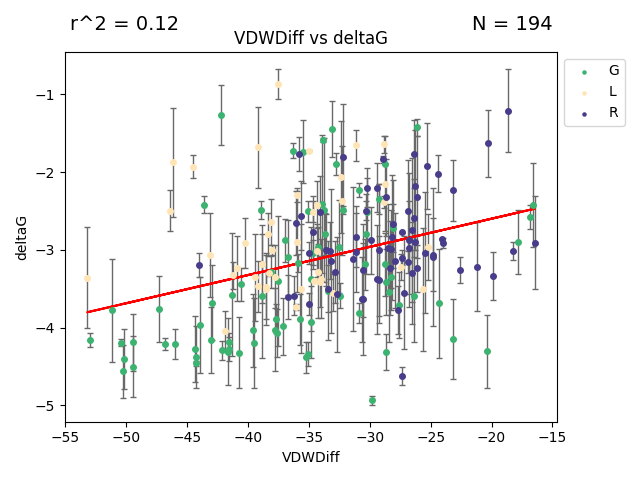 r^2 = 0.12
N = 194
VDWDiff vs deltaG
G
L
R
deltaG
−1
−2
−3
−4
−5
−55 −50 −45 −40 −35 −30 −25 −20 −15
VDWDiff